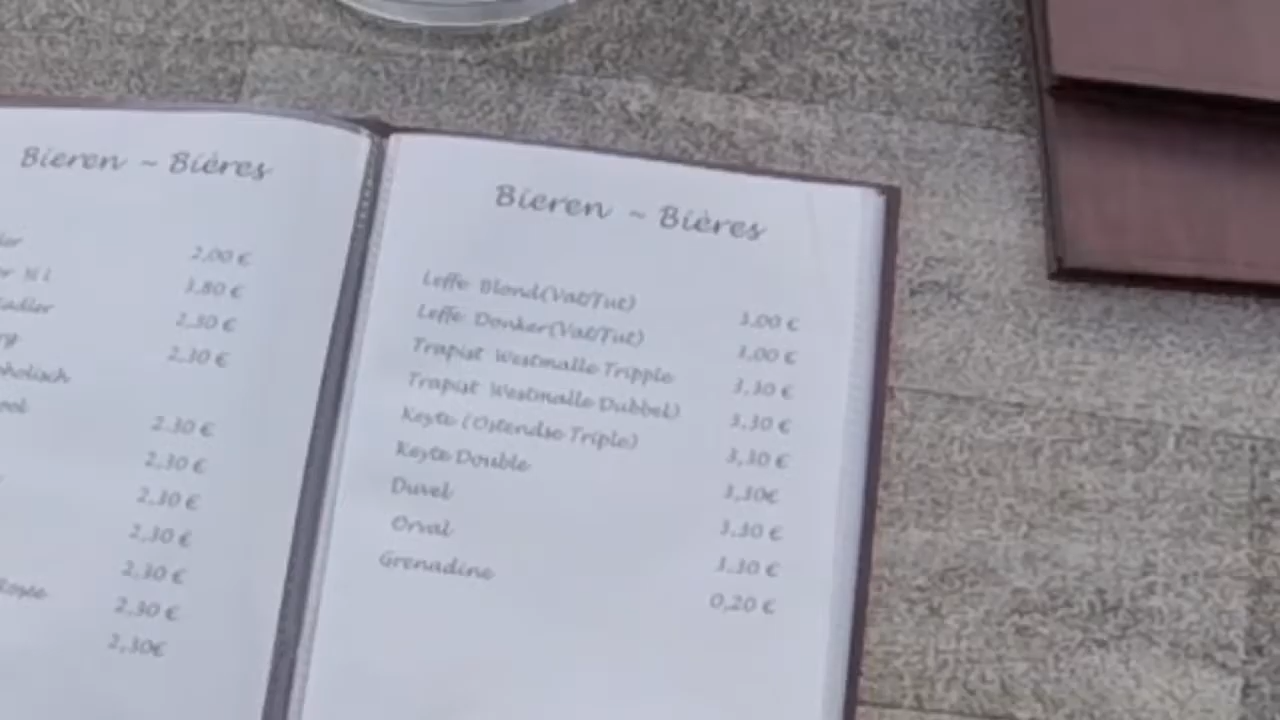 Bieren ~ Bières
2,00 €
1,80 €
2,30 €
2,30 €
2,30 €
2,30 €
2,30 €
2,30 €
2,30 €
2,30 €
2,30€
Bieren ~ Bières
Leffe Blond(Vat/Tut) 3,00 €
Leffe Donker(Vat/Tut) 3,00 €
Trapist Westmalle Tripple 3,30 €
Trapist Westmalle Dubbel) 3,30 €
Keyte (Ostendse Triple) 3,30 €
Keyte Double 3,30€
Duvel 3,30 €
Orval 3,30 €
Grenadine 0,20 €